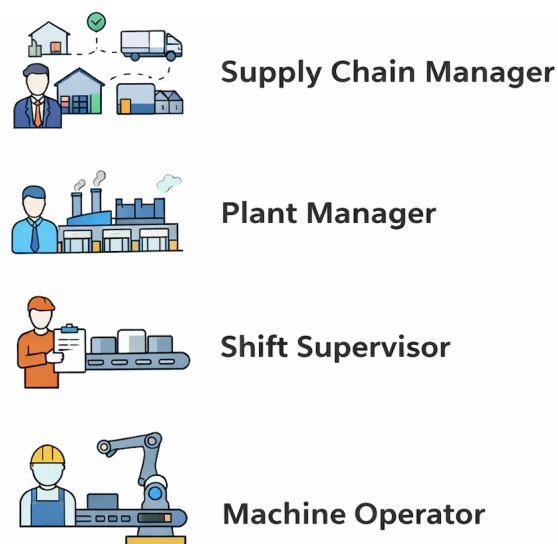 Supply Chain Manager
Plant Manager
Shift Supervisor
Machine Operator